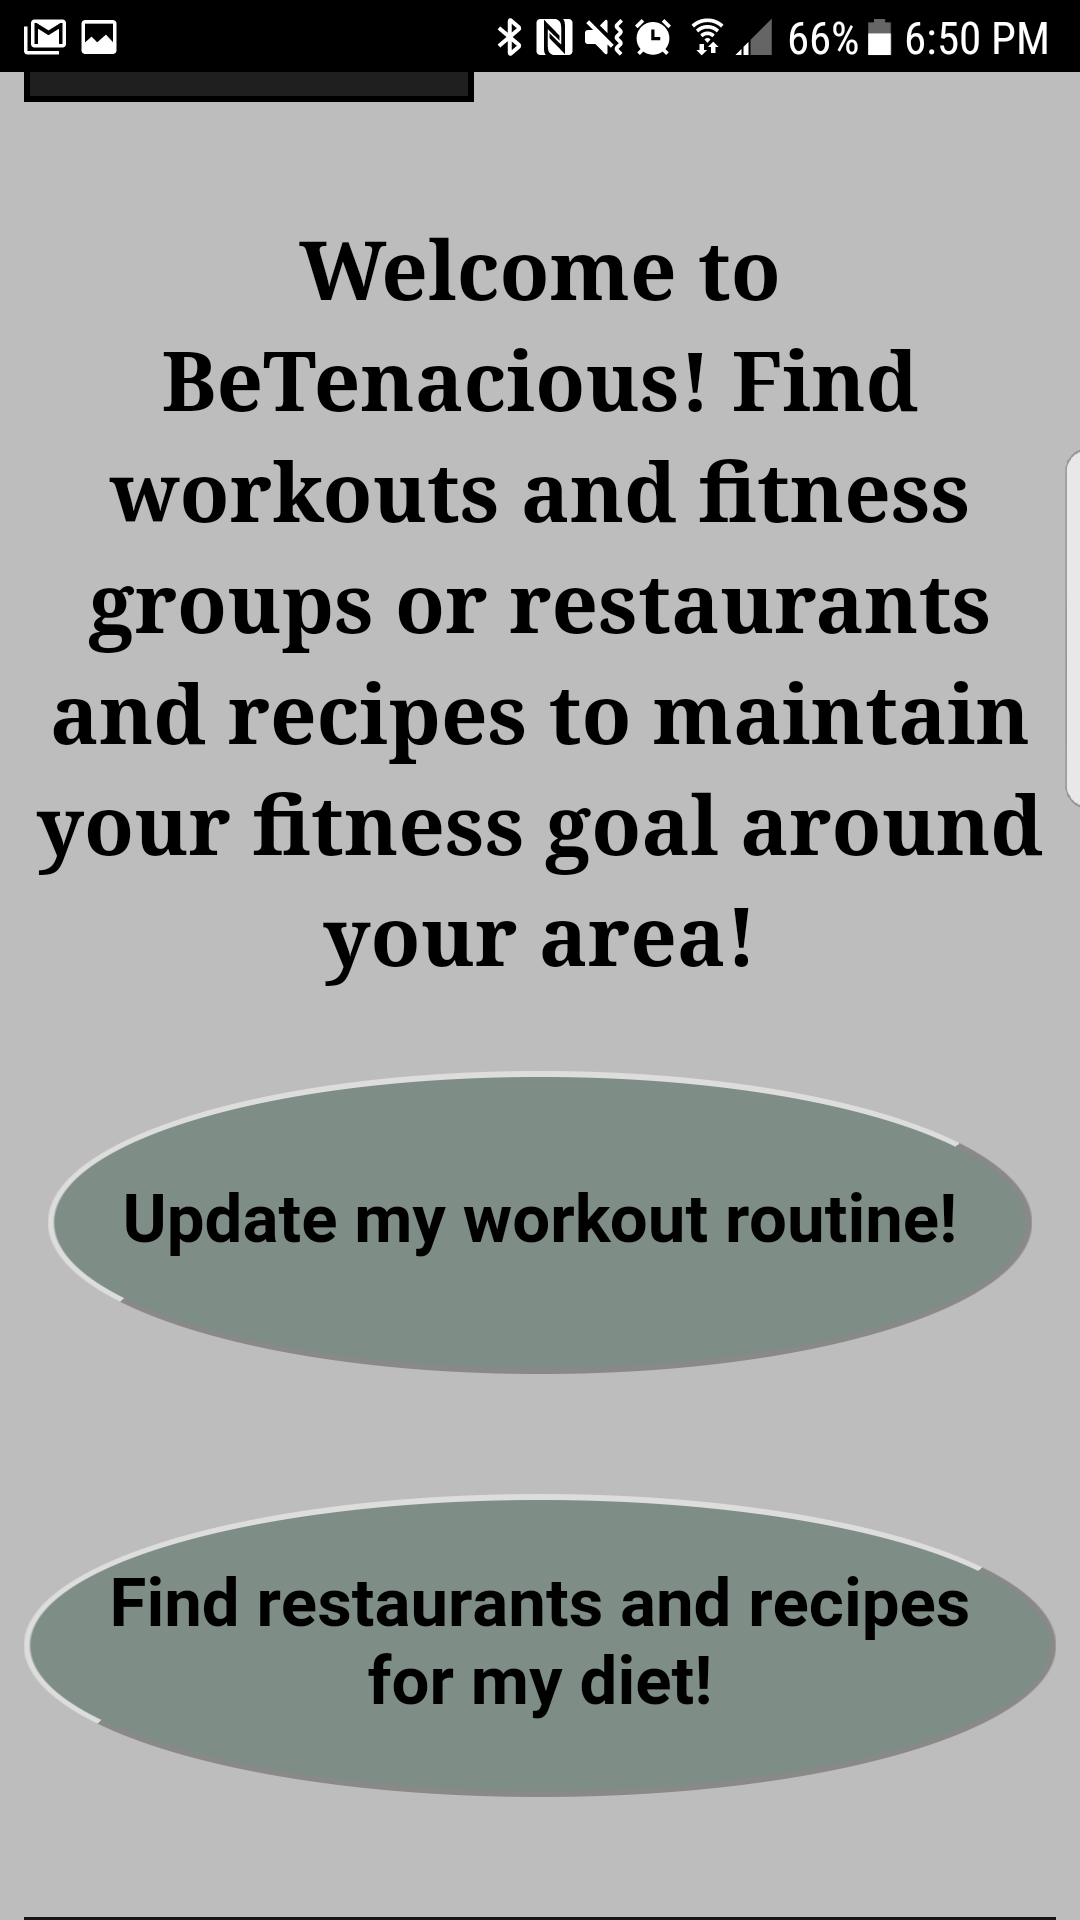 66% 6:50 PM
Welcome to
BeTenacious! Find
workouts and fitness
groups or restaurants
and recipes to maintain
your fitness goal around
your area!
Update my workout routine!
Find restaurants and recipes
for my diet!